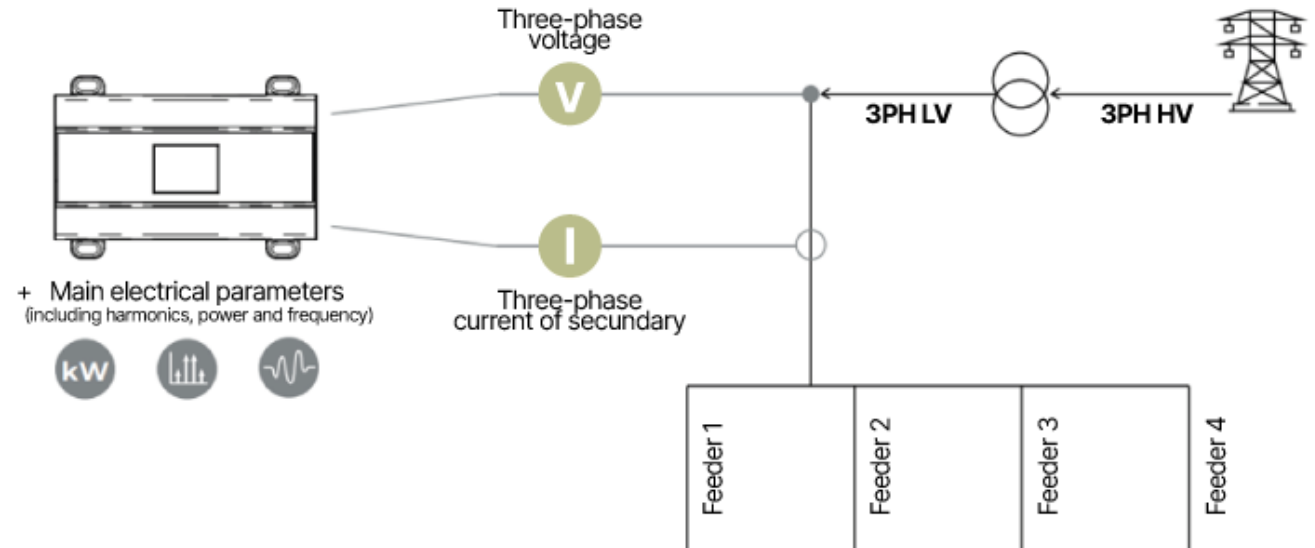 Three-phase
voltage
V
3PH LV
3PH HV
I
Three-phase
current of secundary
+ Main electrical parameters
(including harmonics, power and frequency)
kW
Feeder 1
Feeder 2
Feeder 3
Feeder 4